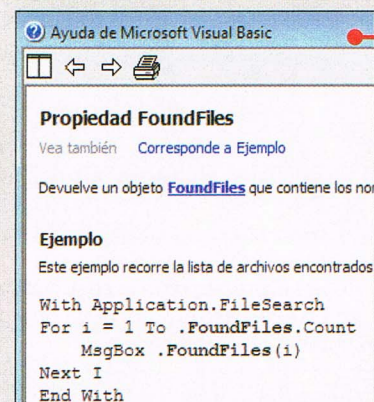 Ayuda de Microsoft Visual Basic
Propiedad FoundFiles
Vea también Corresponde a Ejemplo
Devuelve un objeto FoundFiles que contiene los
Ejemplo
Este ejemplo recorre la lista de archivos encontrados
With Application.FileSearch
For i = 1 To .FoundFiles.Count
MsgBox .FoundFiles(i)
Next I
End With